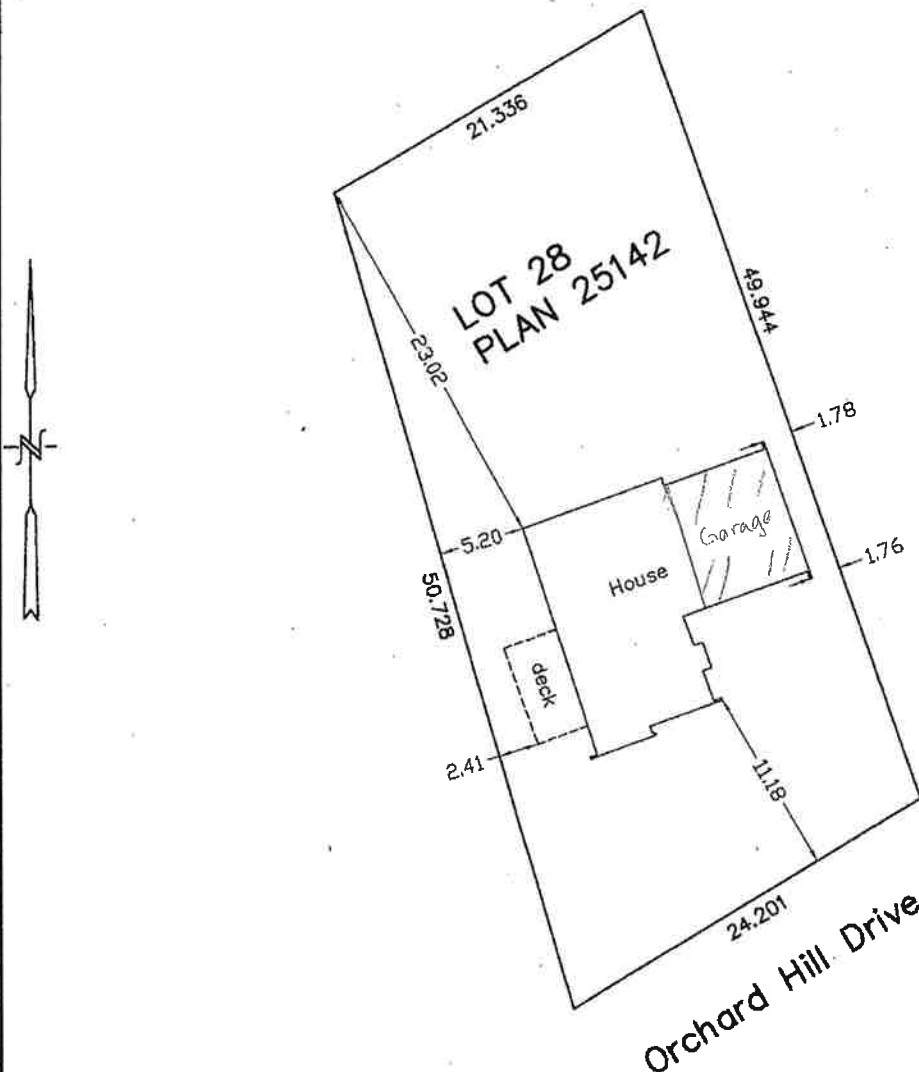 21.336
LOT 28
PLAN 25142
49.944
23.02
1.78
Garage
5.20
House
1.76
50.728
deck
2.41
11.18
24.201
Orchard Hill Drive
N